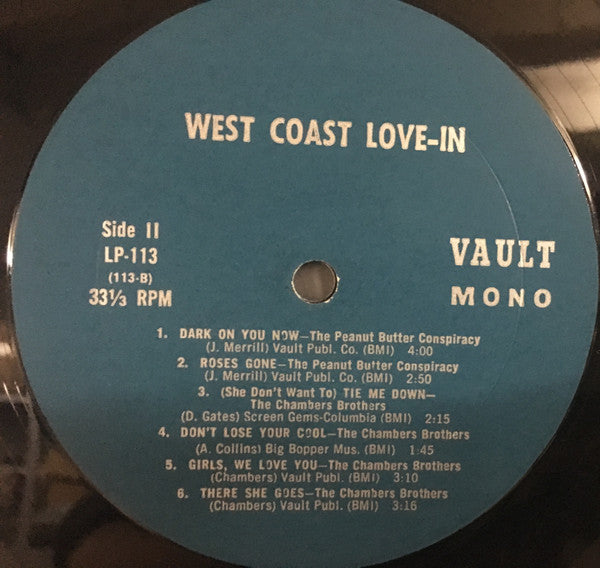 WEST COAST LOVE-IN
Side II
LP-113
(113-B)
33⅓ RPM
VAULT
MONO
1. DARK ON YOU NOW—The Peanut Butter Conspiracy
(J. Merrill) Vault Publ. Co. (BMI) 4:00
2. ROSES GONE—The Peanut Butter Conspiracy
(J. Merrill) Vault Publ. Co. (BMI) 2:50
3. (She Don't Want To) TIE ME DOWN—
The Chambers Brothers
(D. Gates) Screen Gems-Columbia (BMI) 2:15
4. DON'T LOSE YOUR COOL—The Chambers Brothers
(A. Collins) Big Bopper Mus. (BMI) 1:45
5. GIRLS, WE LOVE YOU—The Chambers Brothers
(Chambers) Vault Publ. (BMI) 3:10
6. THERE SHE GOES—The Chambers Brothers
(Chambers) Vault Publ. (BMI) 3:16